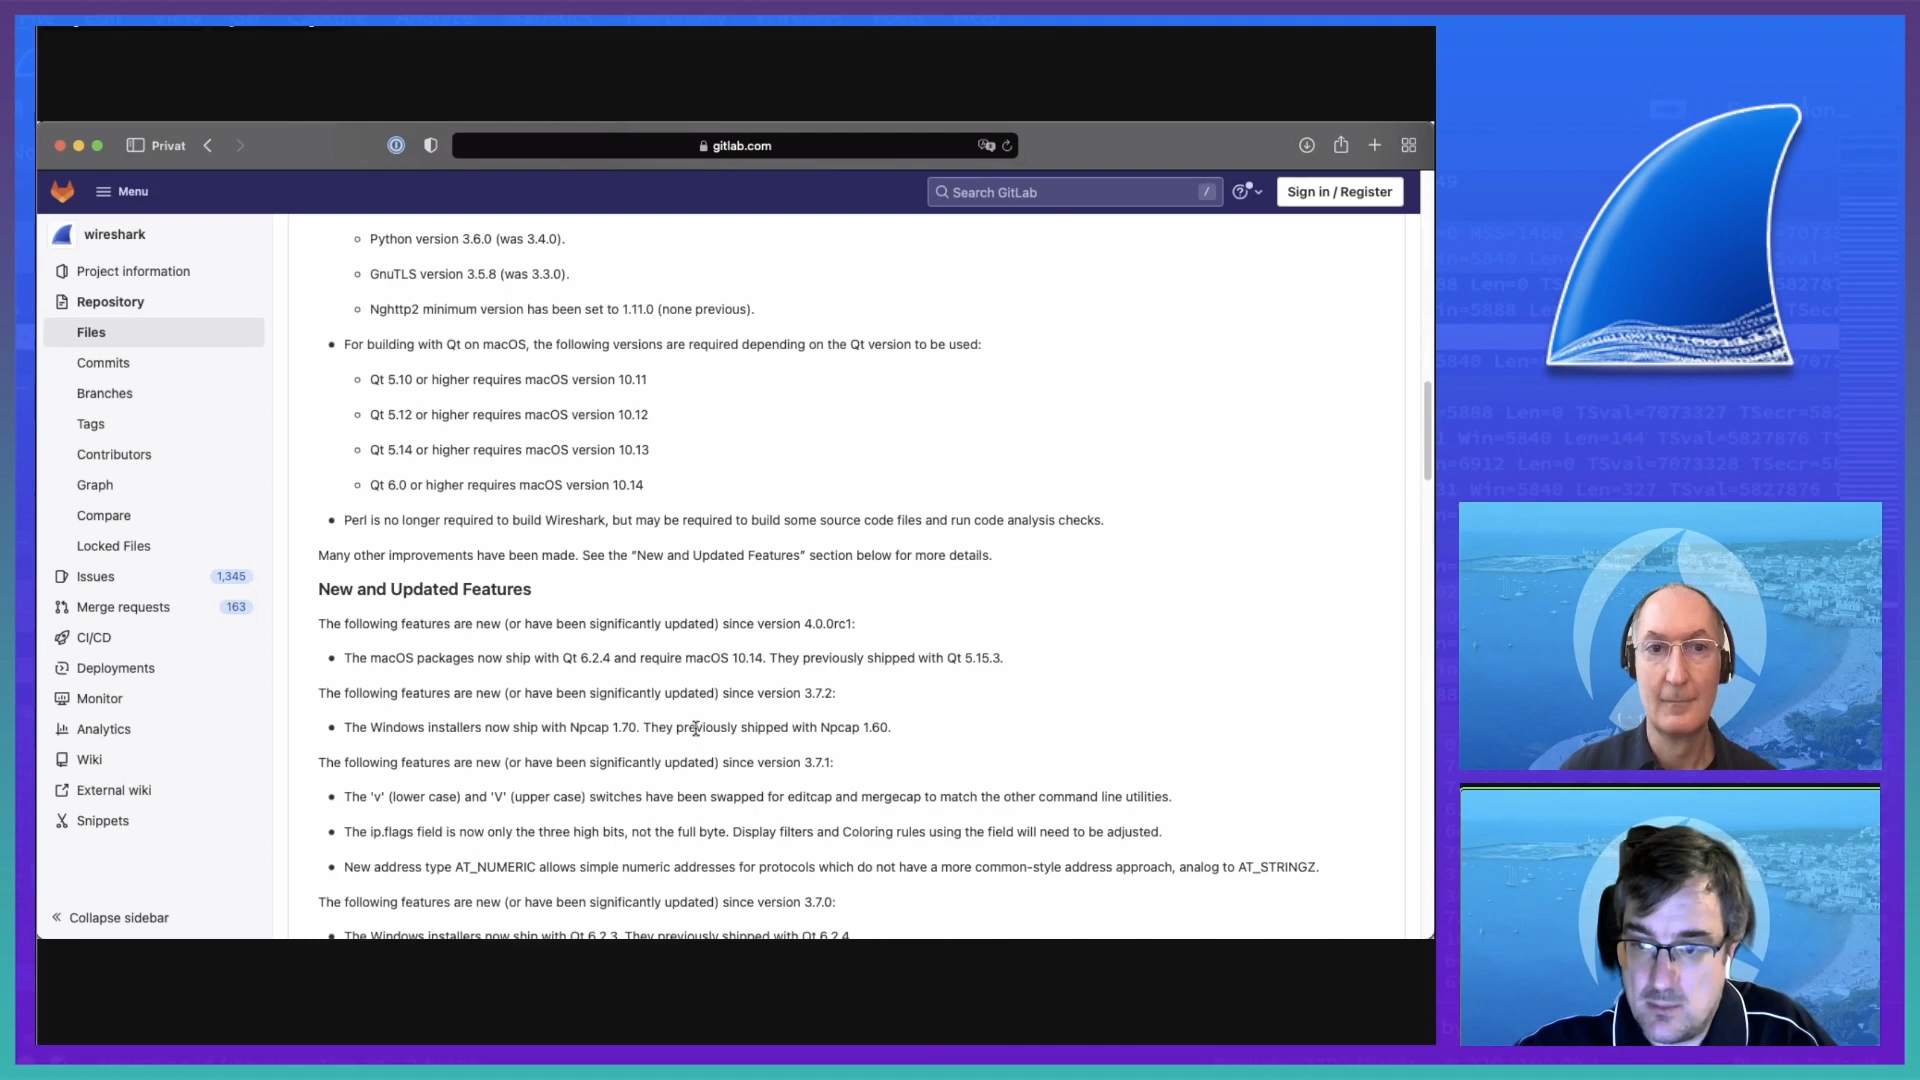 Privat
gitlab.com
Menu
Search GitLab
/
Sign in / Register
wireshark
Project information
Repository
Files
Commits
Branches
Tags
Contributors
Graph
Compare
Locked Files
Issues 1,345
Merge requests 163
CI/CD
Deployments
Monitor
Analytics
Wiki
External wiki
Snippets
Collapse sidebar
Python version 3.6.0 (was 3.4.0).
GnuTLS version 3.5.8 (was 3.3.0).
Nghttp2 minimum version has been set to 1.11.0 (none previous).
For building with Qt on macOS, the following versions are required depending on the Qt version to be used:
Qt 5.10 or higher requires macOS version 10.11
Qt 5.12 or higher requires macOS version 10.12
Qt 5.14 or higher requires macOS version 10.13
Qt 6.0 or higher requires macOS version 10.14
Perl is no longer required to build Wireshark, but may be required to build some source code files and run code analysis checks.
Many other improvements have been made. See the “New and Updated Features” section below for more details.
New and Updated Features
The following features are new (or have been significantly updated) since version 4.0.0rc1:
The macOS packages now ship with Qt 6.2.4 and require macOS 10.14. They previously shipped with Qt 5.15.3.
The following features are new (or have been significantly updated) since version 3.7.2:
The Windows installers now ship with Npcap 1.70. They previously shipped with Npcap 1.60.
The following features are new (or have been significantly updated) since version 3.7.1:
The 'v' (lower case) and 'V' (upper case) switches have been swapped for editcap and mergecap to match the other command line utilities.
The ip.flags field is now only the three high bits, not the full byte. Display filters and Coloring rules using the field will need to be adjusted.
New address type AT_NUMERIC allows simple numeric addresses for protocols which do not have a more common-style address approach, analog to AT_STRINGZ.
The following features are new (or have been significantly updated) since version 3.7.0:
The Windows installers now ship with Qt 6.2.3. They previously shipped with Qt 6.2.4.